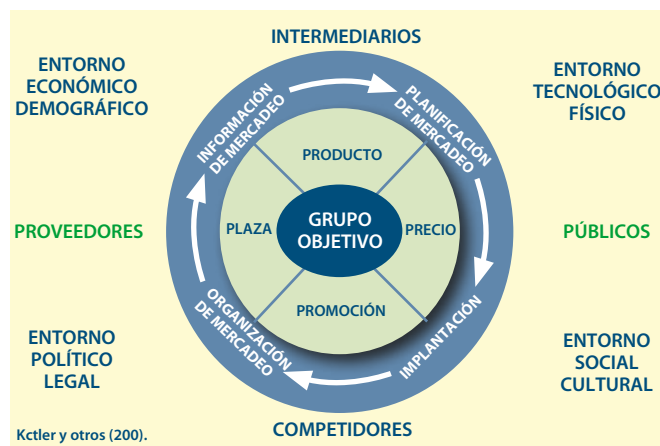 INTERMEDIARIOS
ENTORNO
ECONÓMICO
DEMOGRÁFICO
ENTORNO
TECNOLÓGICO
FÍSICO
INFORMACIÓN
DE MERCADEO
PLANIFICACIÓN
DE MERCADEO
PRODUCTO
PROVEEDORES
PLAZA
GRUPO
OBJETIVO
PRECIO
PÚBLICOS
PROMOCIÓN
ORGANIZACIÓN
DE MERCADEO
IMPLANTACIÓN
ENTORNO
POLÍTICO
LEGAL
ENTORNO
SOCIAL
CULTURAL
COMPETIDORES
Kctler y otros (200).